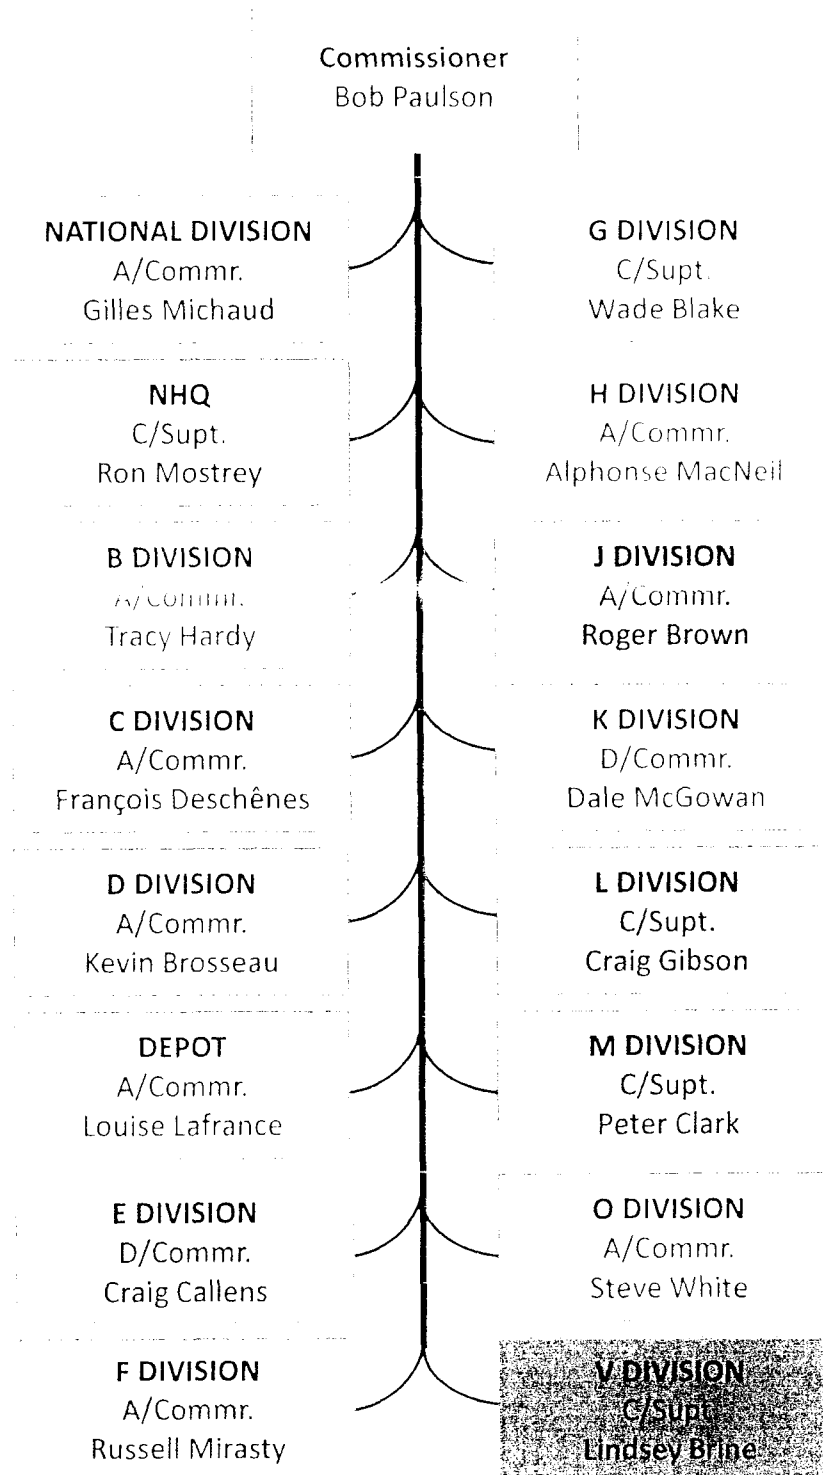 Commissioner
Bob Paulson
NATIONAL DIVISION
A/Commr.
Gilles Michaud
NHQ
C/Supt.
Ron Mostrey
B DIVISION
A/Commr.
Tracy Hardy
C DIVISION
A/Commr.
François Deschênes
D DIVISION
A/Commr.
Kevin Brosseau
DEPOT
A/Commr.
Louise Lafrance
E DIVISION
D/Commr.
Craig Callens
F DIVISION
A/Commr.
Russell Mirasty
G DIVISION
C/Supt.
Wade Blake
H DIVISION
A/Commr.
Alphonse MacNeil
J DIVISION
A/Commr.
Roger Brown
K DIVISION
D/Commr.
Dale McGowan
L DIVISION
C/Supt.
Craig Gibson
M DIVISION
C/Supt.
Peter Clark
O DIVISION
A/Commr.
Steve White
V DIVISION
C/Supt.
Lindsey Brine